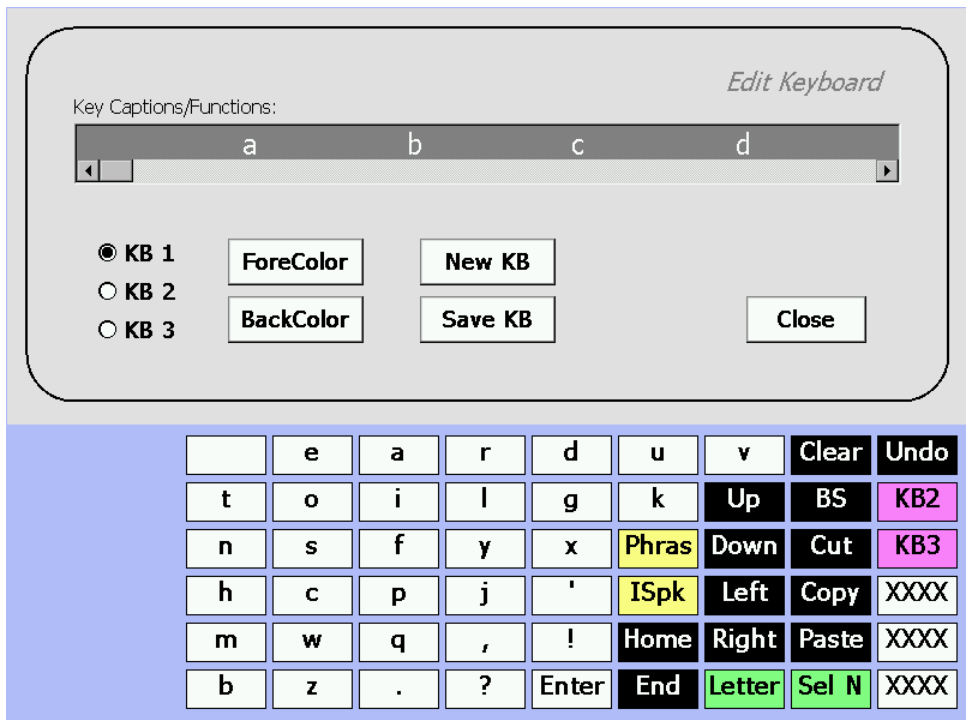 Edit Keyboard
Key Captions/Functions:
a b c d
KB 1 ForeColor New KB
KB 2
KB 3 BackColor Save KB Close
e a r d u v Clear Undo
t o i l g k Up BS KB2
n s f y x Phras Down Cut KB3
h c p j ' ISpk Left Copy XXXX
m w q , ! Home Right Paste XXXX
b z . ? Enter End Letter Sel N XXXX